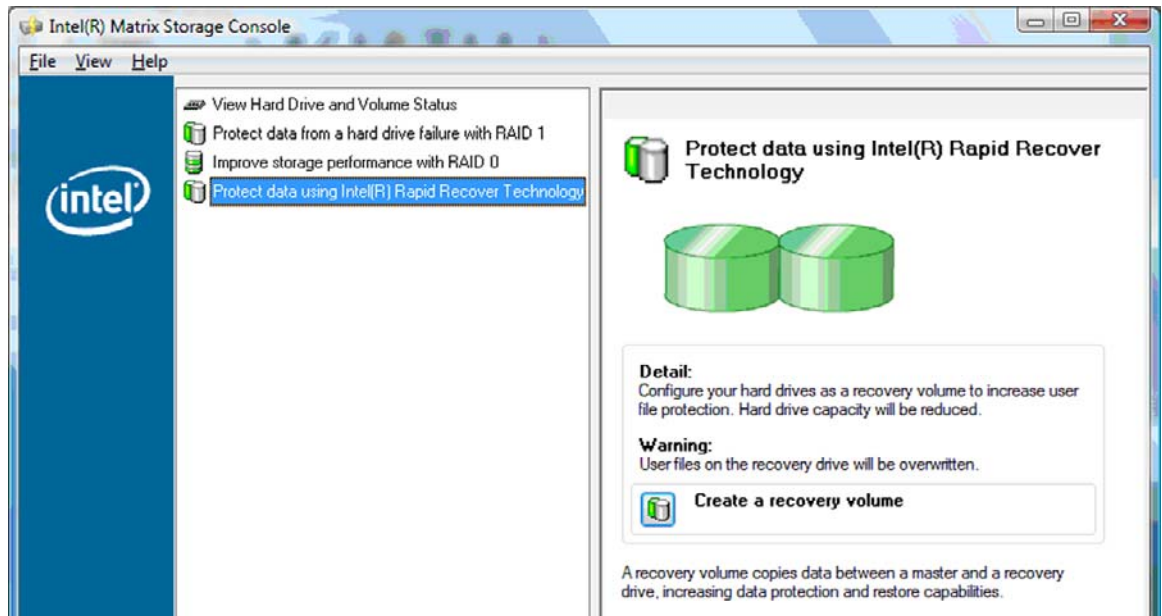 Intel(R) Matrix Storage Console
File View Help
intel
View Hard Drive and Volume Status
Protect data from a hard drive failure with RAID 1
Improve storage performance with RAID 0
Protect data using Intel(R) Rapid Recover Technology
Protect data using Intel(R) Rapid Recover
Technology
Detail:
Configure your hard drives as a recovery volume to increase user
file protection. Hard drive capacity will be reduced.
Warning:
User files on the recovery drive will be overwritten.
Create a recovery volume
A recovery volume copies data between a master and a recovery
drive, increasing data protection and restore capabilities.